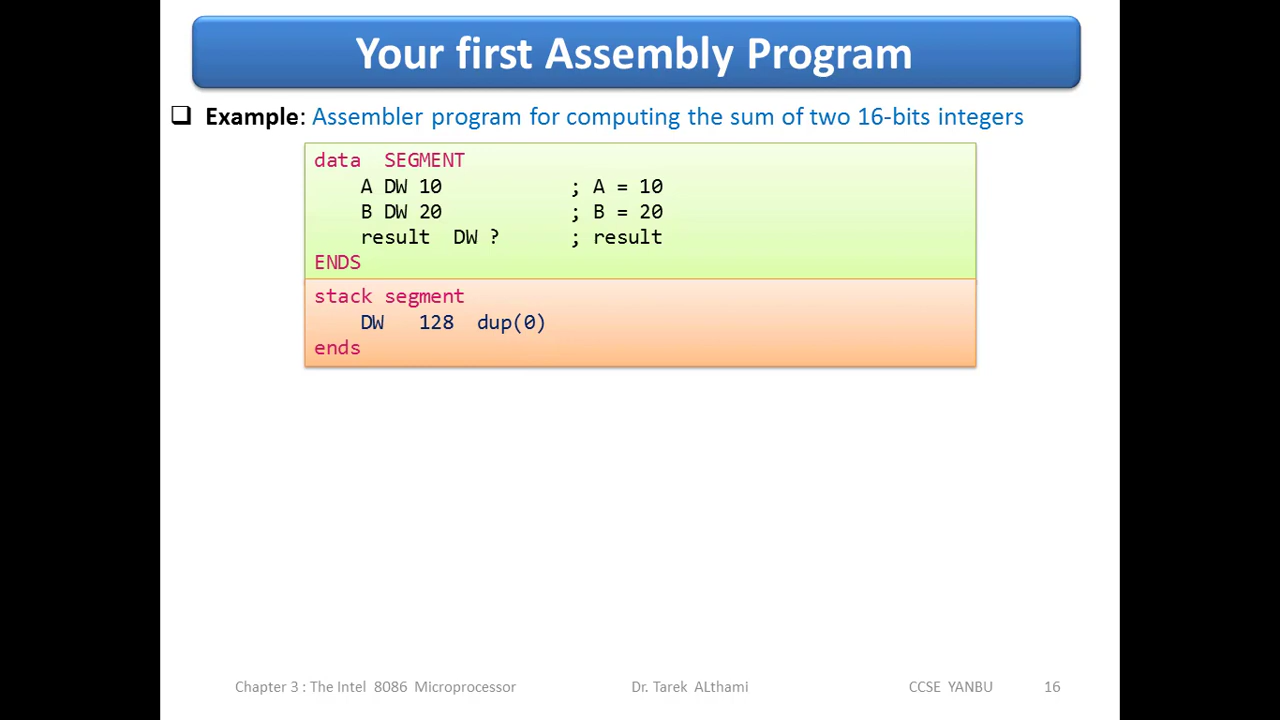 Your first Assembly Program
❑ Example: Assembler program for computing the sum of two 16-bits integers
data  SEGMENT
    A DW 10           ; A = 10
    B DW 20           ; B = 20
    result  DW ?      ; result
ENDS
stack segment
    DW   128  dup(0)
ends
Chapter 3 : The Intel 8086 Microprocessor Dr. Tarek ALthami CCSE YANBU 16